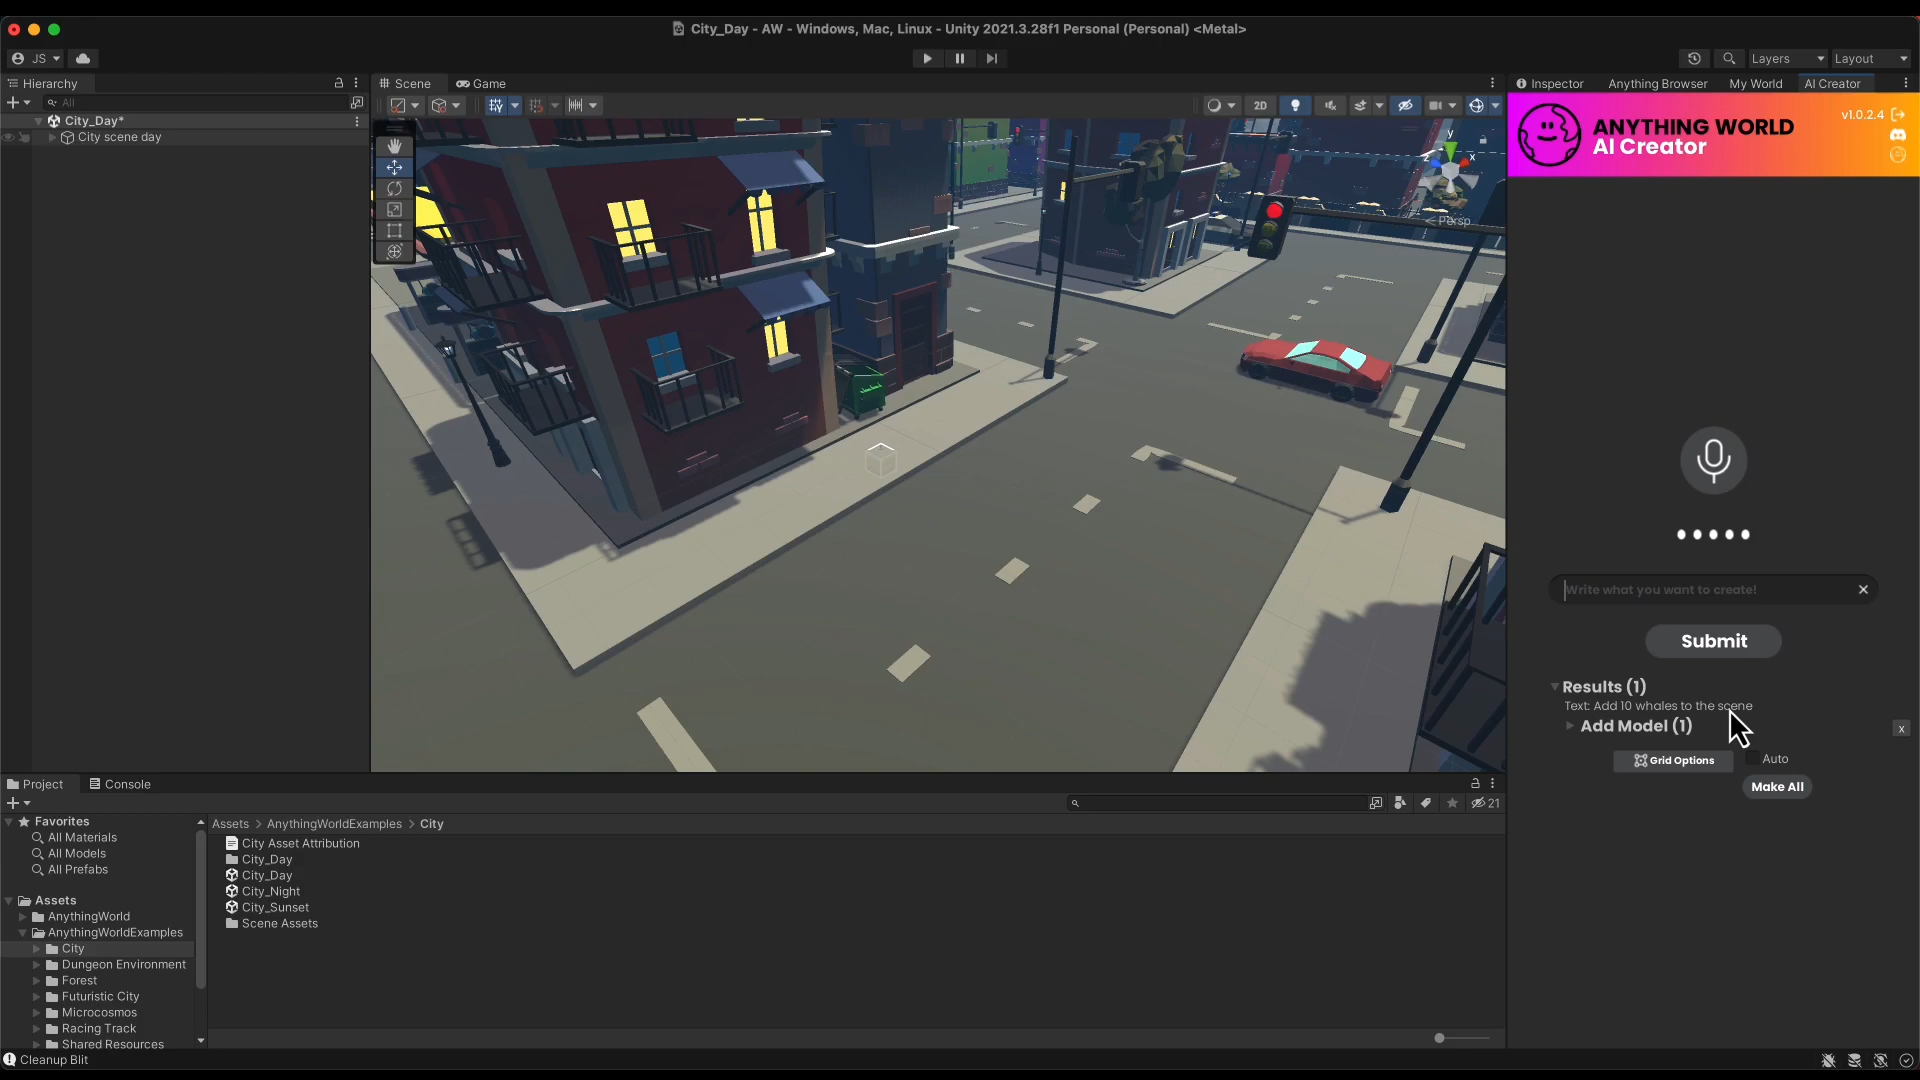 City_Day - AW - Windows, Mac, Linux - Unity 2021.3.28f1 Personal (Personal) <Metal>
JS
Layers
Layout
Hierarchy
Scene
Game
Inspector
Anything Browser
My World
AI Creator
All
2D
City_Day*
City scene day
y
x
z
Persp
v1.0.2.4
ANYTHING WORLD
AI Creator
Write what you want to create!
Submit
Results (1)
Text: Add 10 whales to the scene
Add Model (1)
x
Grid Options
Auto
Make All
Project
Console
21
Favorites
All Materials
All Models
All Prefabs
Assets
AnythingWorld
AnythingWorldExamples
City
Dungeon Environment
Forest
Futuristic City
Microcosmos
Racing Track
Shared Resources
Assets > AnythingWorldExamples > City
City Asset Attribution
City_Day
City_Day
City_Night
City_Sunset
Scene Assets
Cleanup Blit